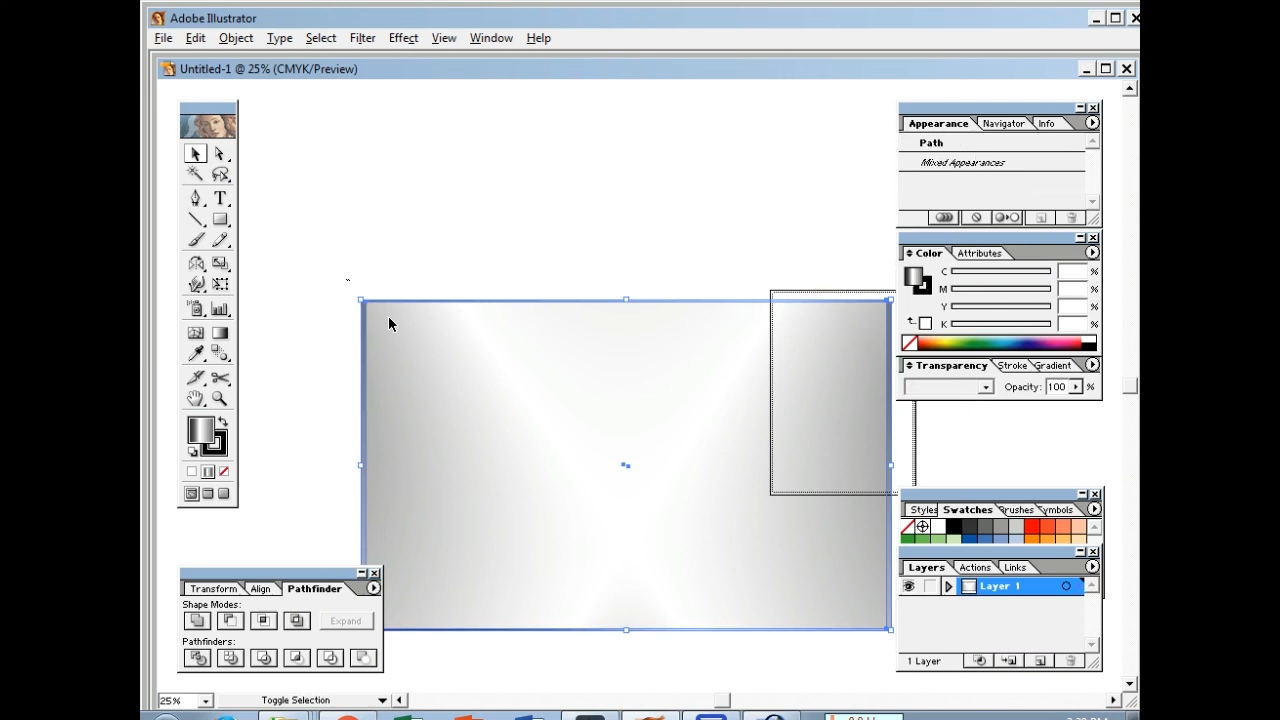 Adobe Illustrator
File Edit Object Type Select Filter Effect View Window Help
Untitled-1 @ 25% (CMYK/Preview)
Appearance Navigator Info
Path
Mixed Appearances
Color Attributes
C %
M %
Y %
K %
Transparency Stroke Gradient
Opacity: 100 %
Styles Swatches Brushes Symbols
Layers Actions Links
Layer 1
1 Layer
Transform Align Pathfinder
Shape Modes:
Expand
Pathfinders:
25% Toggle Selection